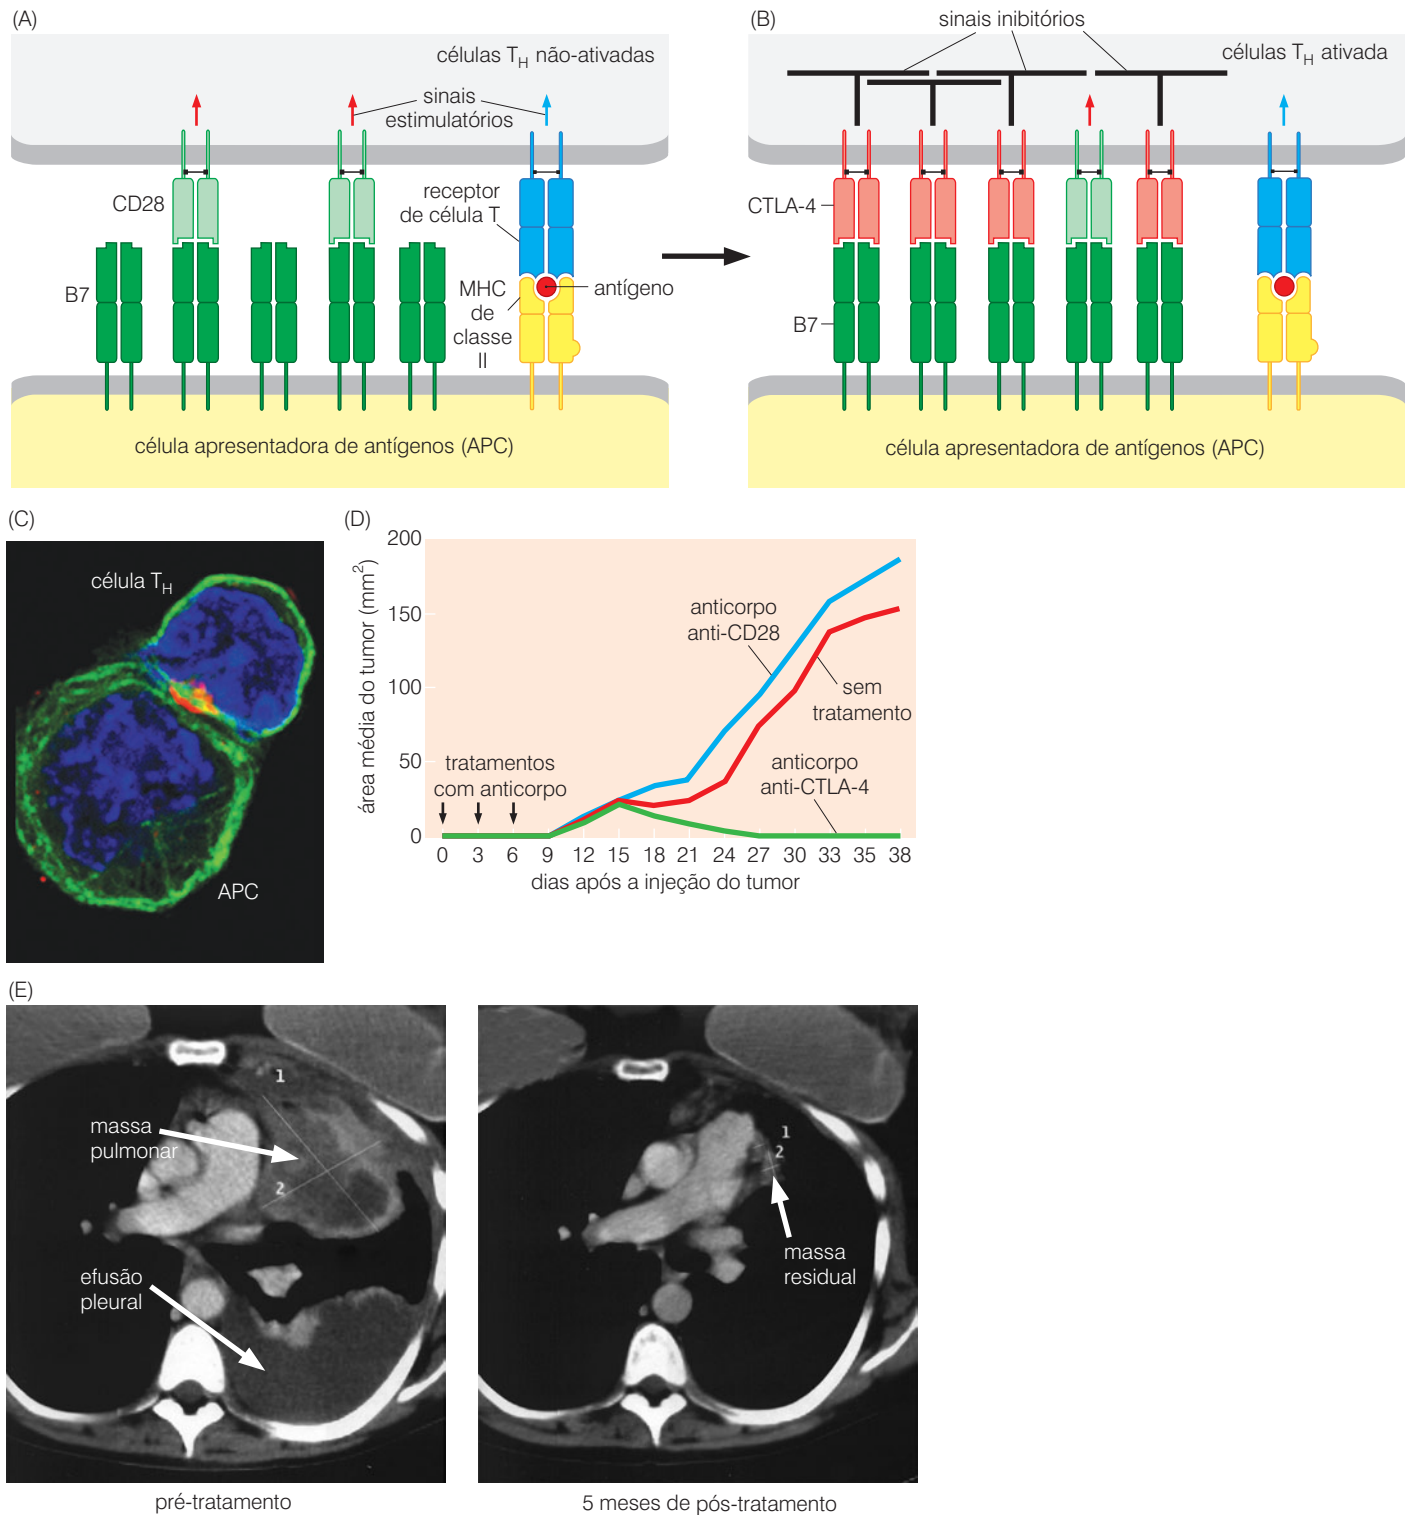 (A)
células TH não-ativadas
sinais
estimulatórios
CD28
receptor
de célula T
B7
MHC
de
classe
II
antígeno
célula apresentadora de antígenos (APC)
(B)
sinais inibitórios
células TH ativada
CTLA-4
B7
célula apresentadora de antígenos (APC)
(C)
célula TH
APC
(D)
área média do tumor (mm2)
200
150
100
50
0
anticorpo
anti-CD28
sem
tratamento
anticorpo
anti-CTLA-4
tratamentos
com anticorpo
0 3 6 9 12 15 18 21 24 27 30 33 35 38
dias após a injeção do tumor
(E)
1
massa
pulmonar
2
efusão
pleural
pré-tratamento
1
2
massa
residual
5 meses de pós-tratamento